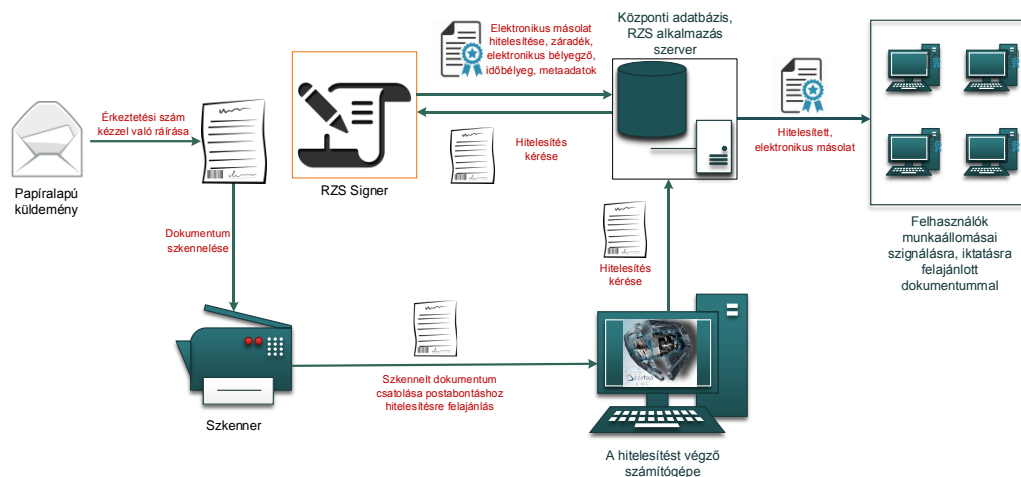 Elektronikus másolat
hitelesítése, záradék,
elektronikus bélyegző,
időbélyeg, metaadatok
Központi adatbázis,
RZS alkalmazás
szerver
Érkeztetési szám
kézzel való ráírása
Papíralapú
küldemény
RZS Signer
Hitelesítés
kérése
Hitelesített,
elektronikus másolat
Felhasználók
munkaállomásai
szignálásra, iktatásra
felajánlott
dokumentummal
Dokumentum
szkennelése
Hitelesítés
kérése
Szkennelt dokumentum
csatolása postabontáshoz
hitelesítésre felajánlás
Szkenner
A hitelesítést végző
számítógépe